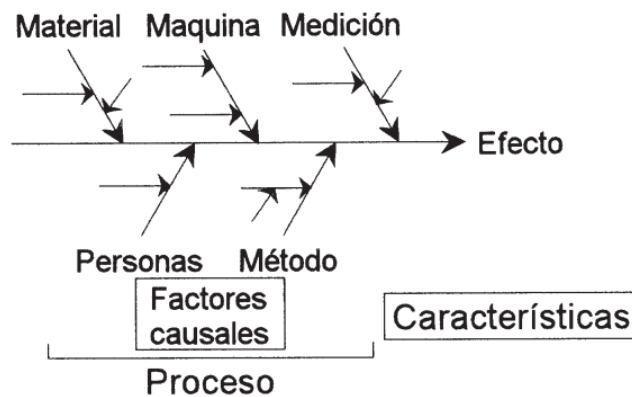 Material Maquina Medición
Efecto
Personas Método
Factores
causales
Características
Proceso